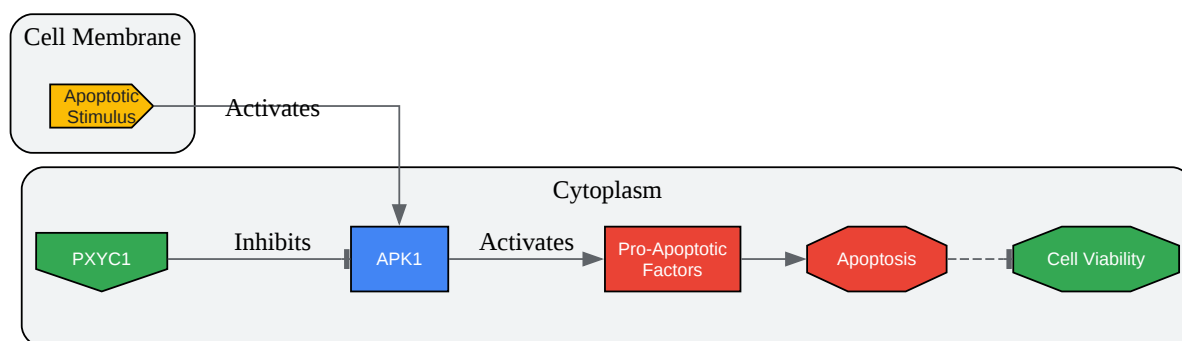 Cell Membrane
Apoptotic
Stimulus
Activates
Cytoplasm
PXYC1
Inhibits
APK1
Activates
Pro-Apoptotic
Factors
Apoptosis
Cell Viability